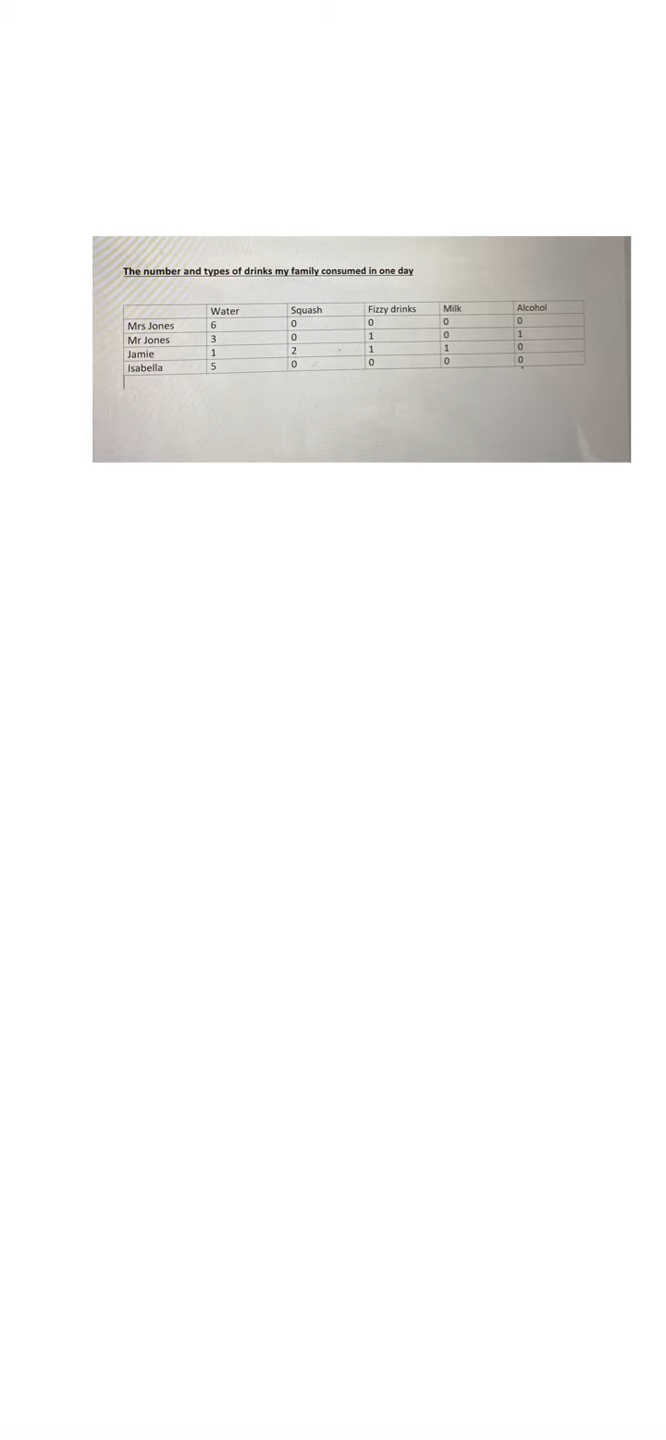 The number and types of drinks my family consumed in one day
Water Squash Fizzy drinks Milk Alcohol
Mrs Jones 6 0 0 0 0
Mr Jones 3 0 1 0 1
Jamie 1 2 1 1 0
Isabella 5 0 0 0 0